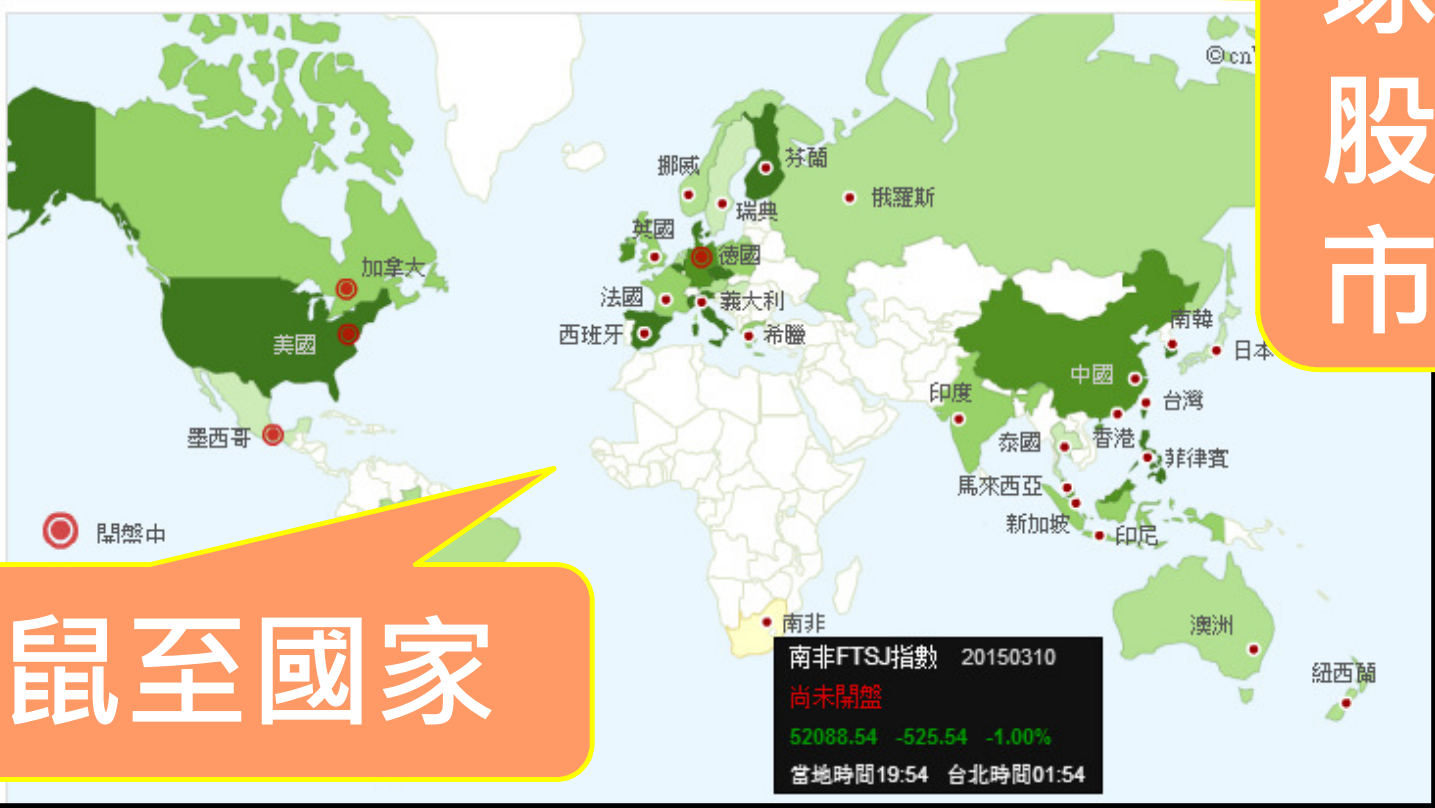 球
股
市
©cn
挪威
芬蘭
俄羅斯
瑞典
英國
德國
加拿大
法國
義大利
西班牙
希臘
美國
南韓
日本
中國
印度
台灣
墨西哥
泰國
香港
菲律賓
馬來西亞
新加坡
印尼
開盤中
鼠至國家
南非
澳洲
紐西蘭
南非FTSJ指數 20150310
尚未開盤
52088.54 -525.54 -1.00%
當地時間19:54 台北時間01:54